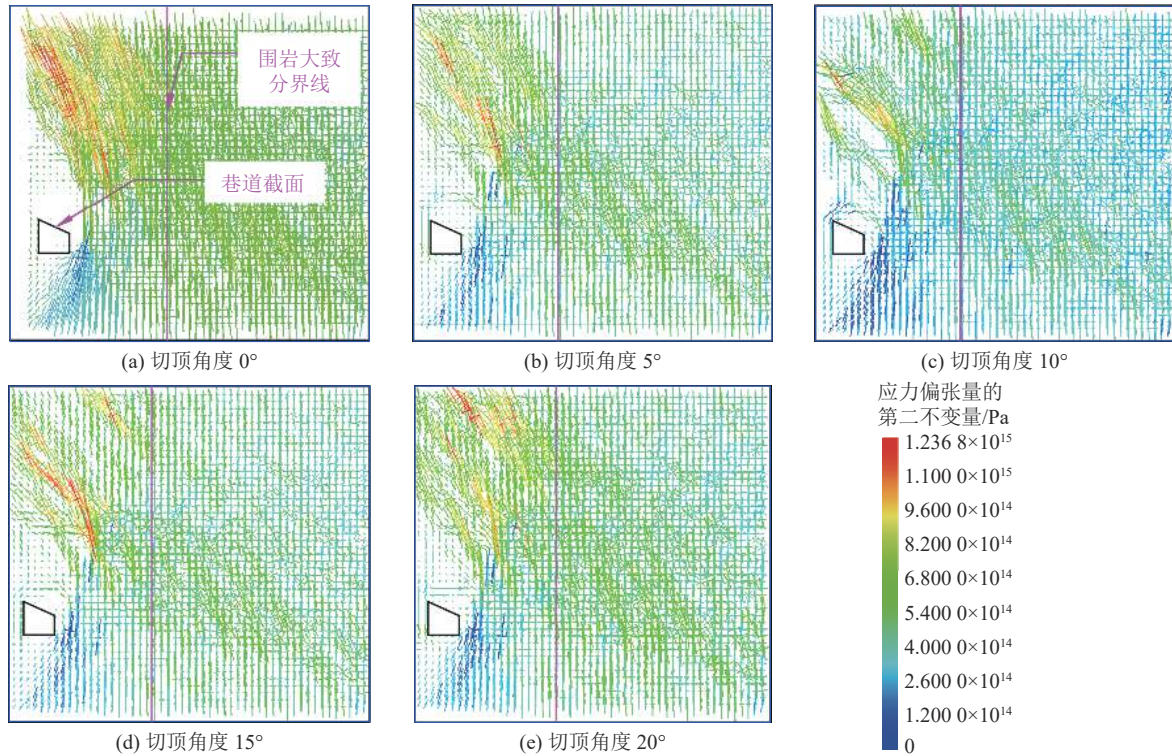 围岩大致
分界线
巷道截面
(a) 切顶角度 0°
(b) 切顶角度 5°
(c) 切顶角度 10°
(d) 切顶角度 15°
(e) 切顶角度 20°
应力偏张量的
第二不变量/Pa
1.236 8×10¹⁵
1.100 0×10¹⁵
9.600 0×10¹⁴
8.200 0×10¹⁴
6.800 0×10¹⁴
5.400 0×10¹⁴
4.000 0×10¹⁴
2.600 0×10¹⁴
1.200 0×10¹⁴
0